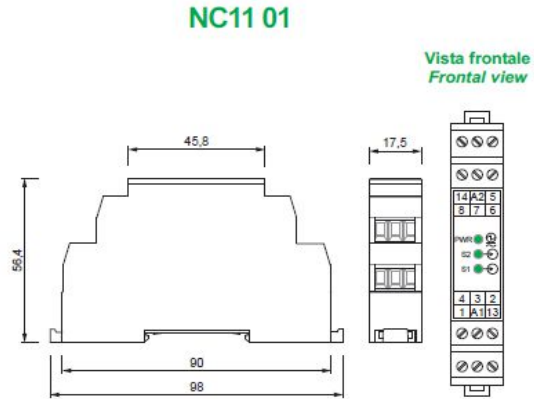 NC11 01
Vista frontale
Frontal view
45,8
17,5
56,4
90
98
14 A2 5
8 7 6
PWR
S2
S1
4 3 2
1 A1 13